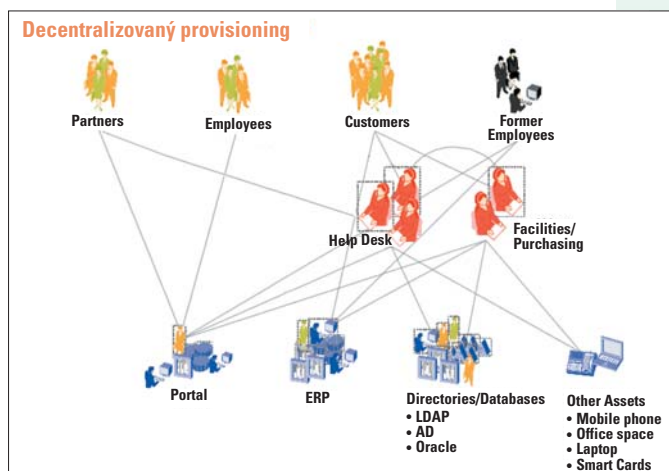 Decentralizovaný provisioning
Partners
Employees
Customers
Former
Employees
Help Desk
Facilities/
Purchasing
Portal
ERP
Directories/Databases
• LDAP
• AD
• Oracle
Other Assets
• Mobile phone
• Office space
• Laptop
• Smart Cards